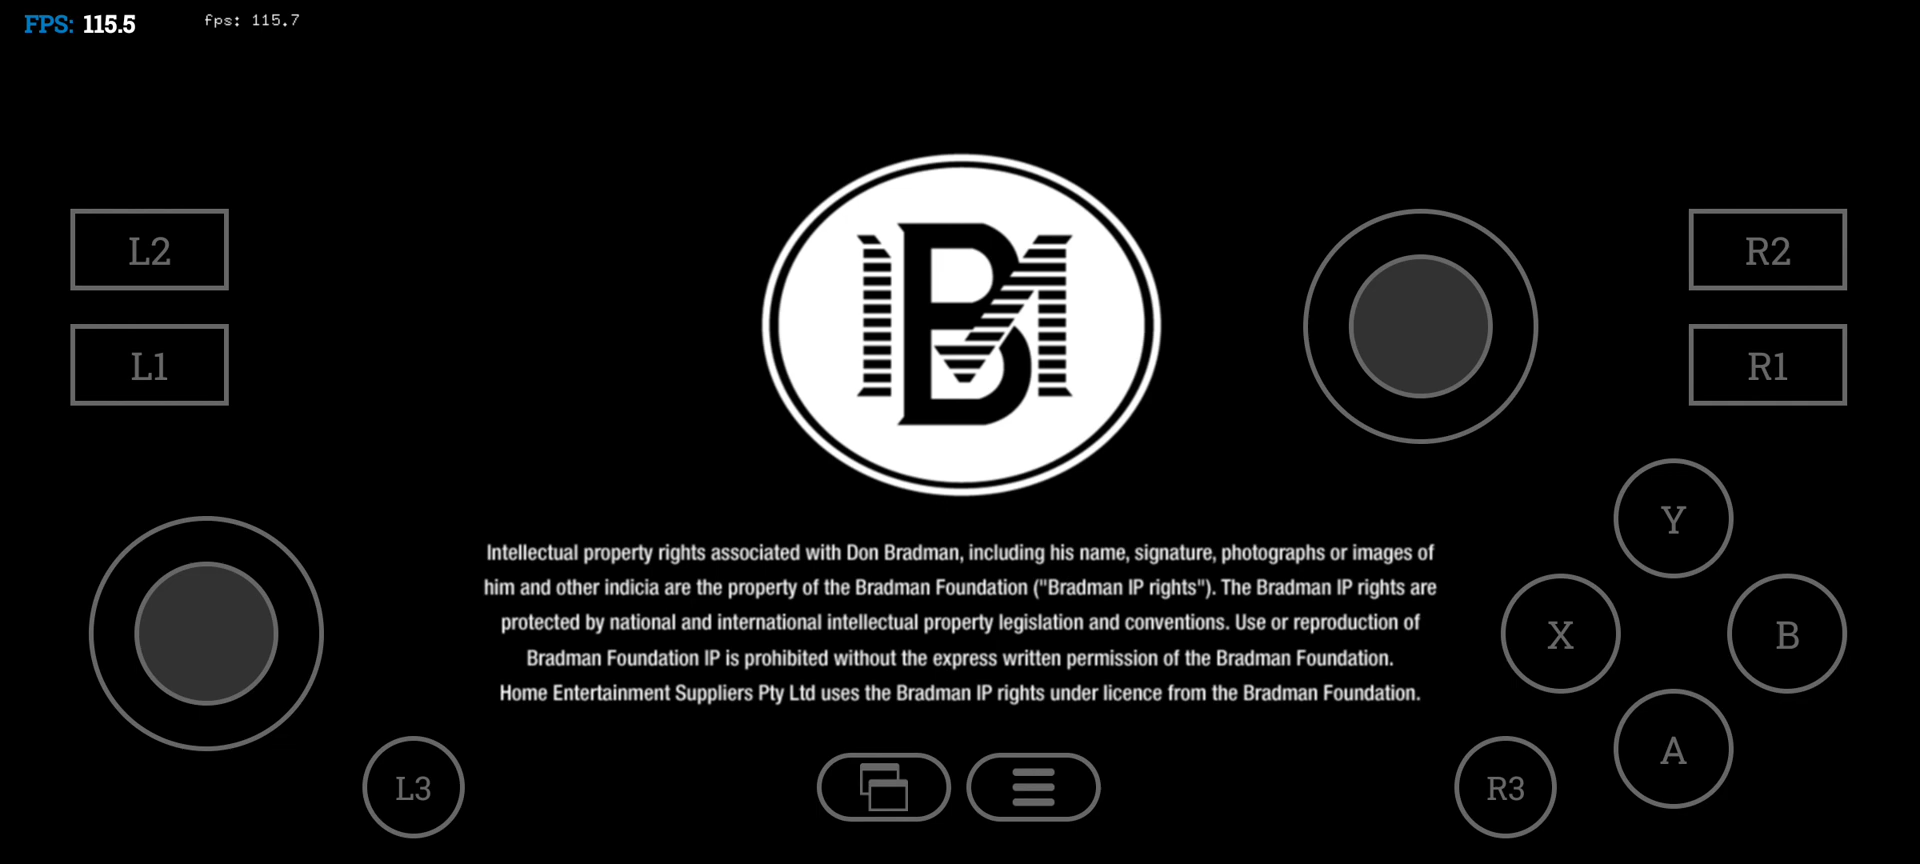 FPS: 115.5
fps: 115.7
L2
R2
L1
R1
BM
Y
Intellectual property rights associated with Don Bradman, including his name, signature, photographs or images of
him and other indicia are the property of the Bradman Foundation ("Bradman IP rights"). The Bradman IP rights are
protected by national and international intellectual property legislation and conventions. Use or reproduction of
Bradman Foundation IP is prohibited without the express written permission of the Bradman Foundation.
Home Entertainment Suppliers Pty Ltd uses the Bradman IP rights under licence from the Bradman Foundation.
X
B
A
L3
R3